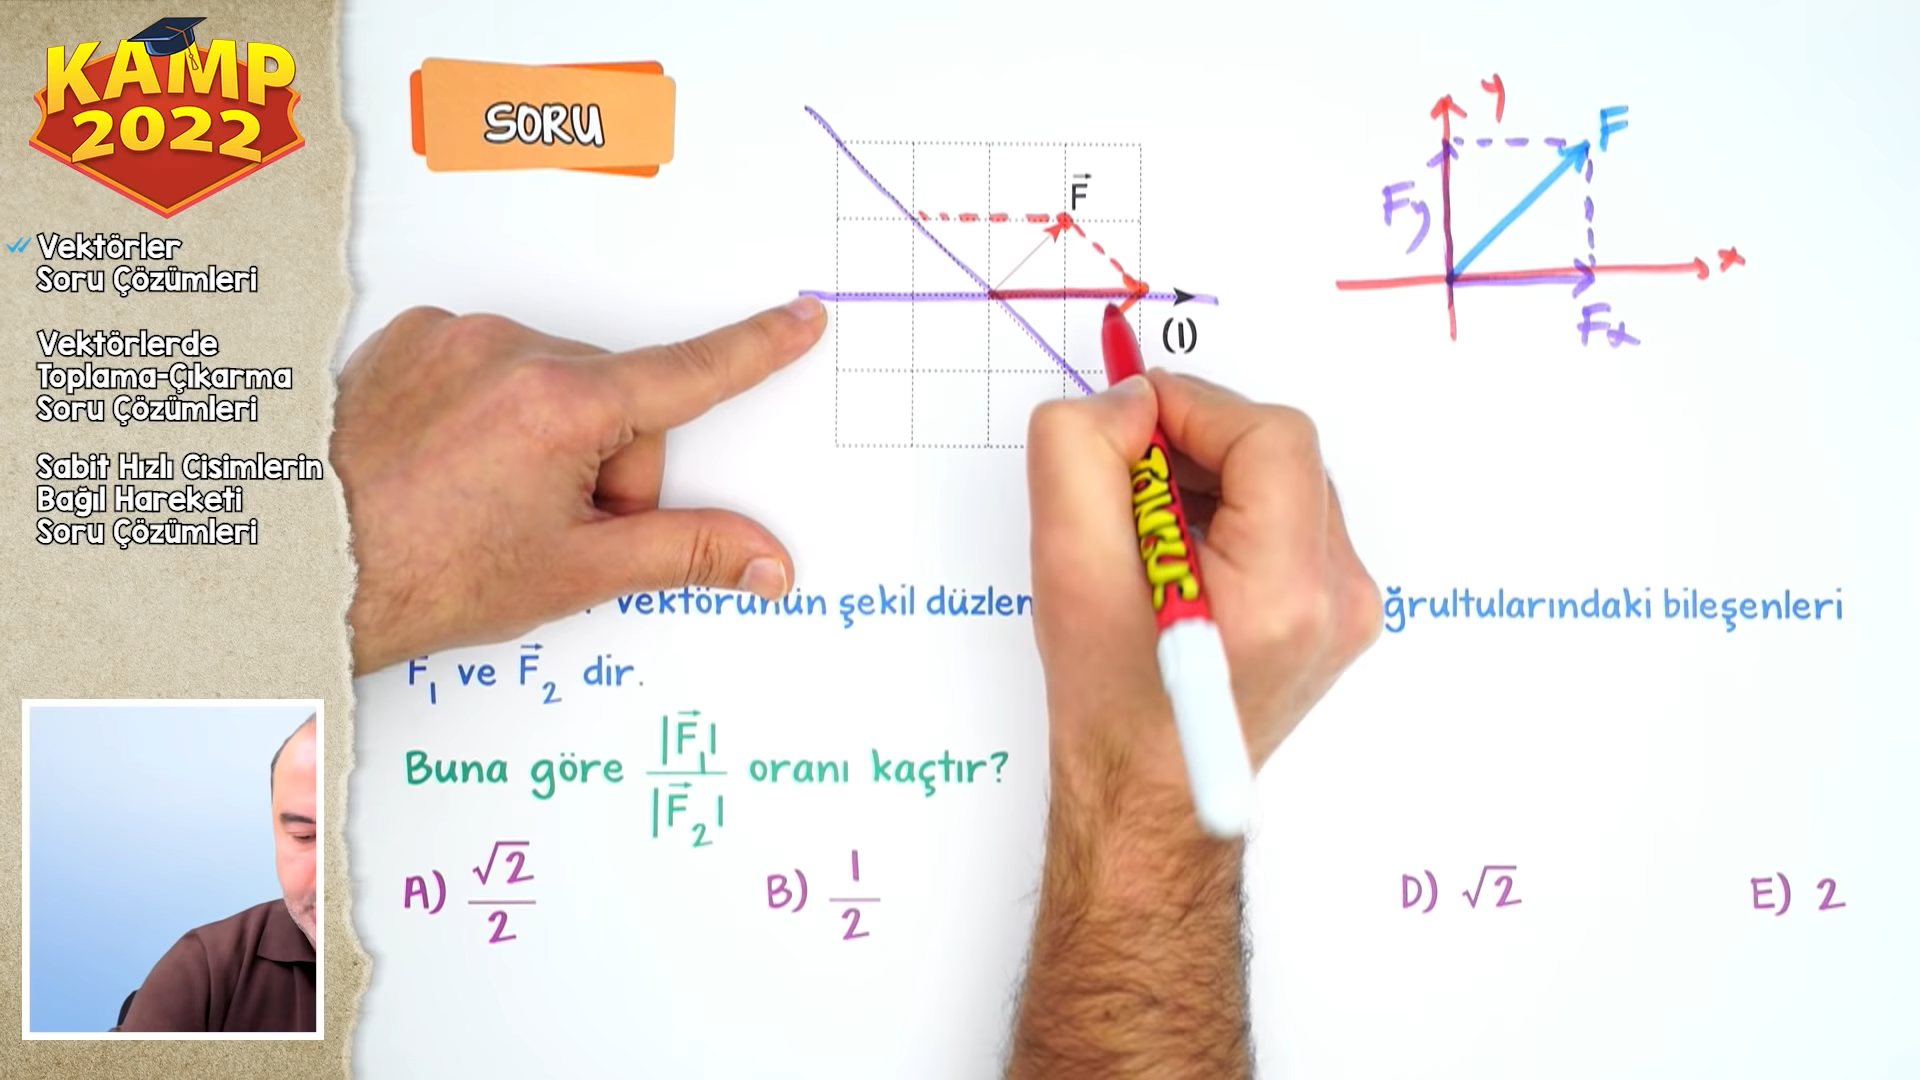 KAMP
2022
Vektörler
Soru Çözümleri
Vektörlerde
Toplama-Çıkarma
Soru Çözümleri
Sabit Hızlı Cisimlerin
Bağıl Hareketi
Soru Çözümleri
SORU
F
(I)
y
F
Fy
x
Fx
vektörünün şekil düzlem ğrultularındaki bileşenleri
F₁ ve F₂ dir.
Buna göre |F₁| / |F₂| oranı kaçtır?
A) √2/2 B) 1/2 D) √2 E) 2